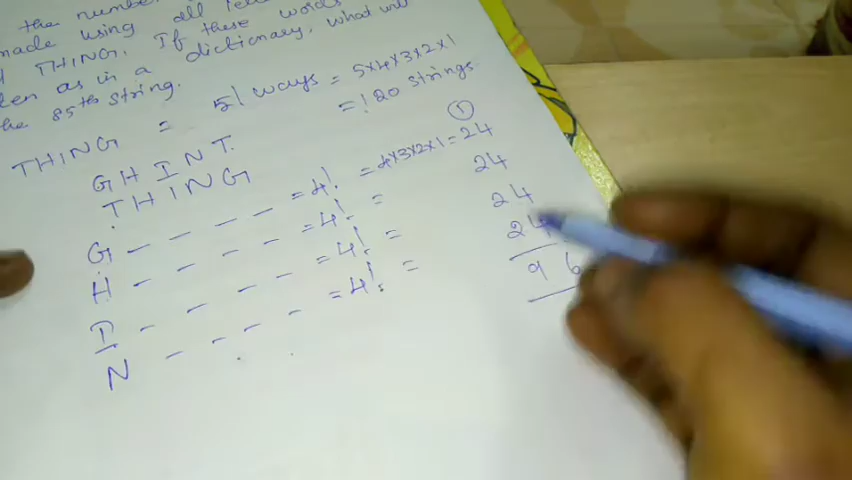 the number
made using all
THING. If these words
as in a dictionary, what will
the 85th string.
THING = 5! ways = 5×4×3×2×1
= 120 strings
GHINT.
THING
①
G ---- = 4! = 4×3×2×1 = 24
H ---- = 4! = 24
I ---- = 4! = 24
N ---- = 4! = 24
96